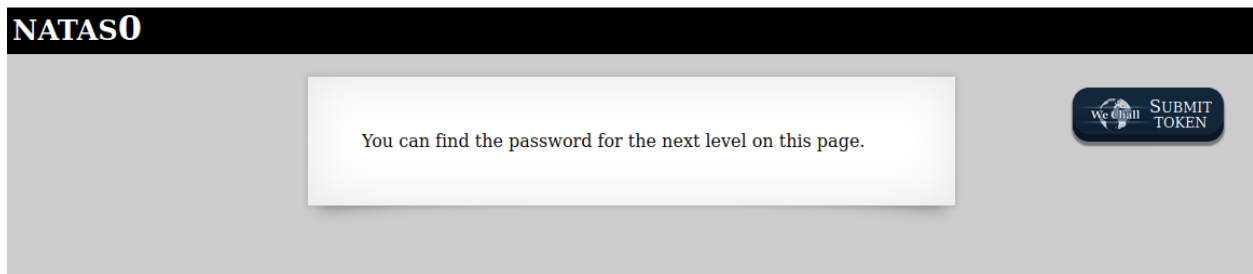 NATAS0
You can find the password for the next level on this page.
We Chall
SUBMIT
TOKEN